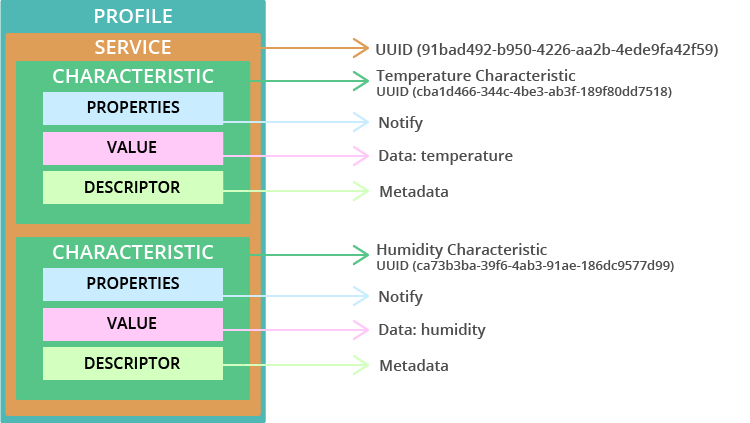 PROFILE
SERVICE
UUID (91bad492-b950-4226-aa2b-4ede9fa42f59)
CHARACTERISTIC
Temperature Characteristic
UUID (cba1d466-344c-4be3-ab3f-189f80dd7518)
PROPERTIES
Notify
VALUE
Data: temperature
DESCRIPTOR
Metadata
CHARACTERISTIC
Humidity Characteristic
UUID (ca73b3ba-39f6-4ab3-91ae-186dc9577d99)
PROPERTIES
Notify
VALUE
Data: humidity
DESCRIPTOR
Metadata